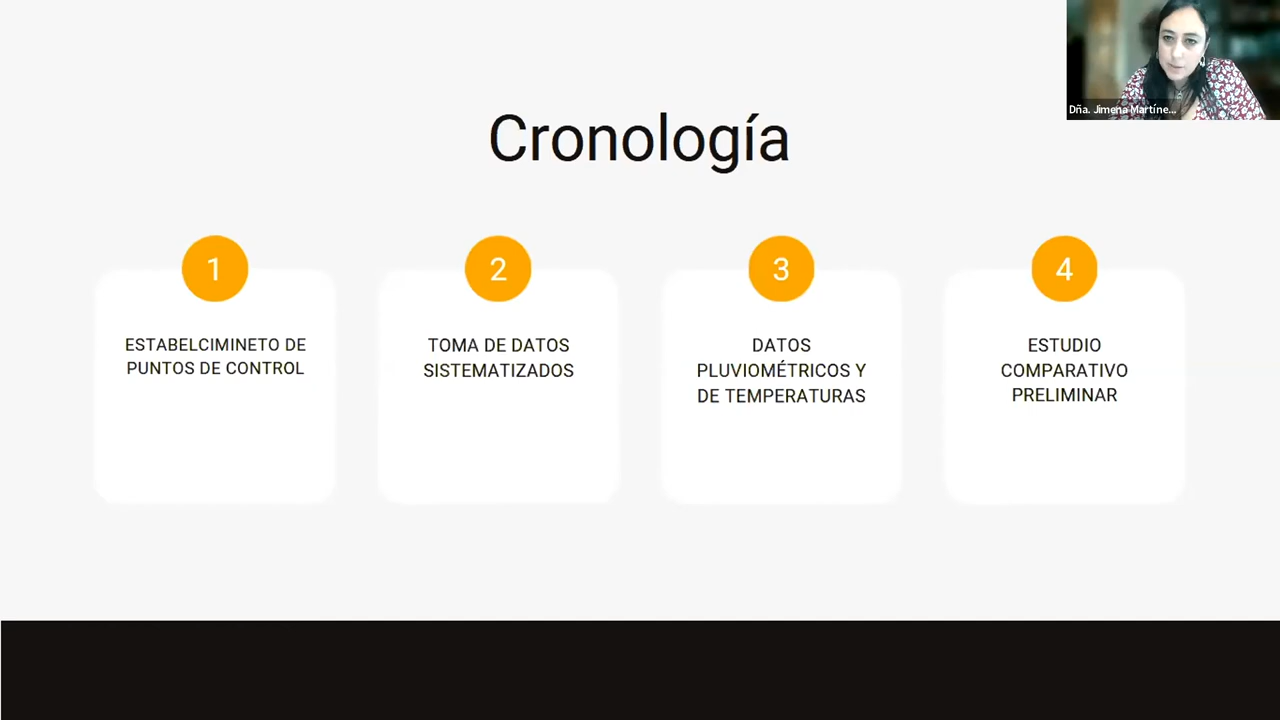 Dña. Jimena Martíne...
Cronología
1
ESTABELCIMINETO DE
PUNTOS DE CONTROL
2
TOMA DE DATOS
SISTEMATIZADOS
3
DATOS
PLUVIOMÉTRICOS Y
DE TEMPERATURAS
4
ESTUDIO
COMPARATIVO
PRELIMINAR